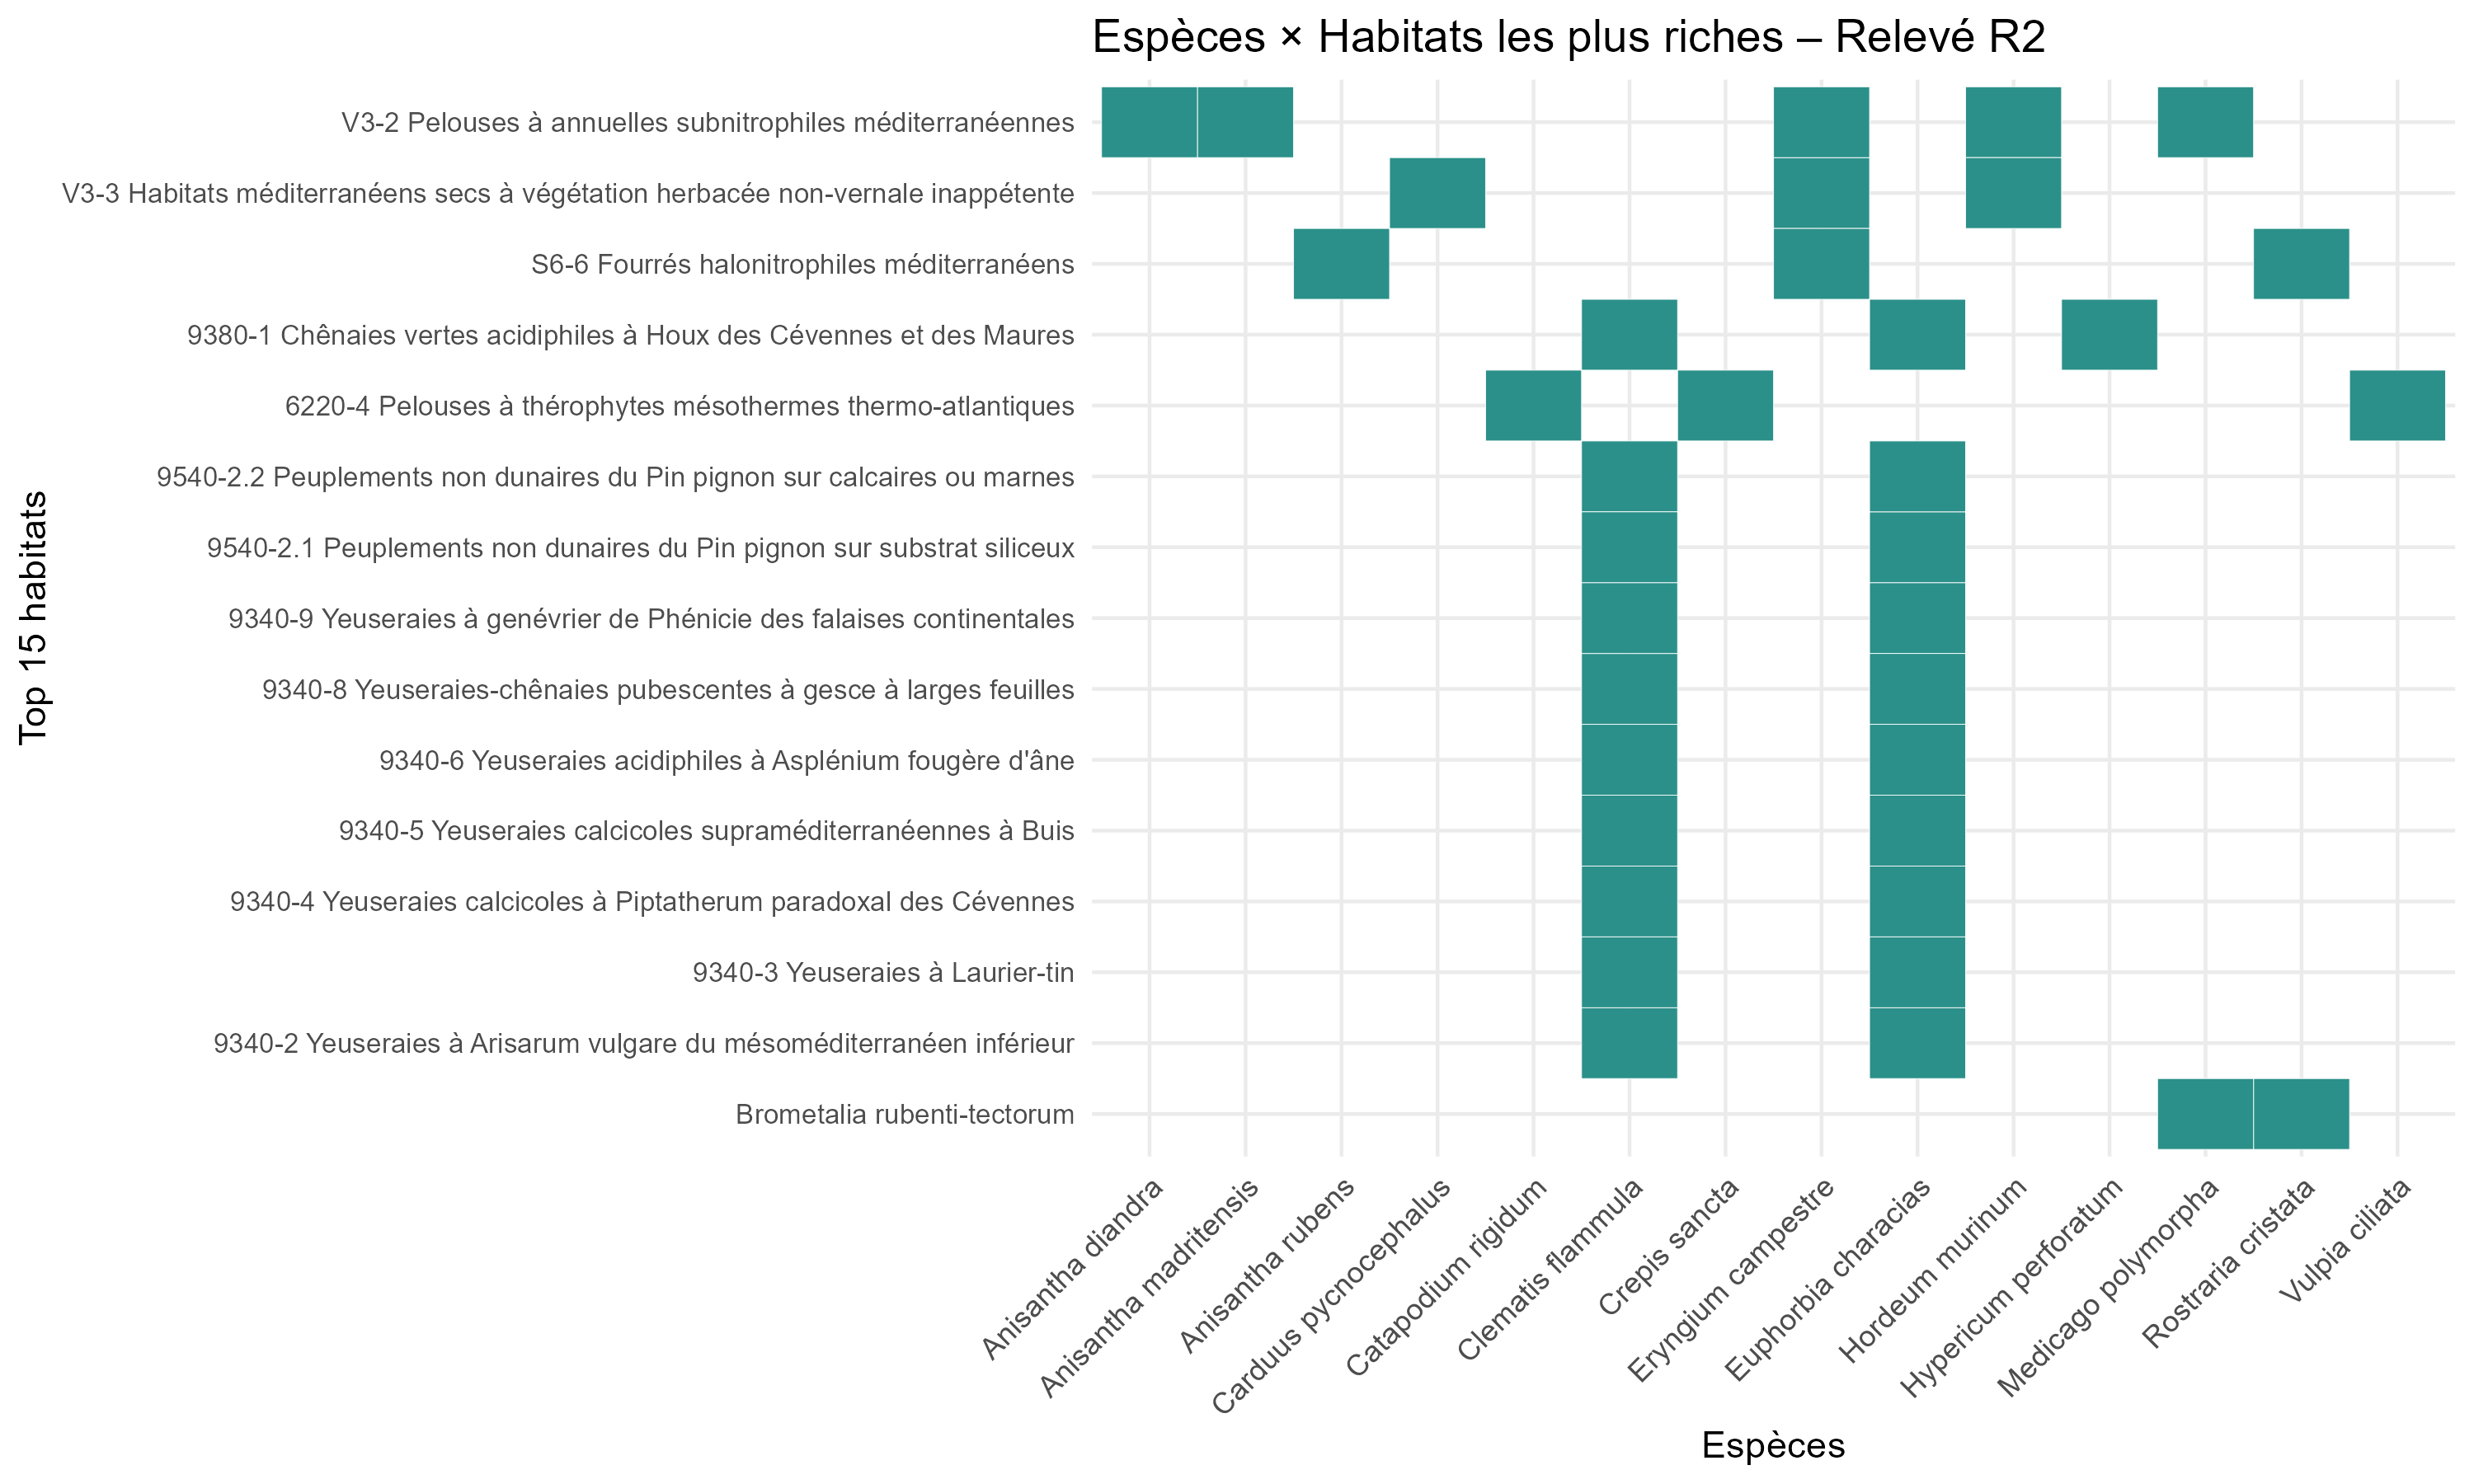 Espèces × Habitats les plus riches – Relevé R2
Top 15 habitats
V3-2 Pelouses à annuelles subnitrophiles méditerranéennes
V3-3 Habitats méditerranéens secs à végétation herbacée non-vernale inappétente
S6-6 Fourrés halonitrophiles méditerranéens
9380-1 Chênaies vertes acidiphiles à Houx des Cévennes et des Maures
6220-4 Pelouses à thérophytes mésothermes thermo-atlantiques
9540-2.2 Peuplements non dunaires du Pin pignon sur calcaires ou marnes
9540-2.1 Peuplements non dunaires du Pin pignon sur substrat siliceux
9340-9 Yeuseraies à genévrier de Phénicie des falaises continentales
9340-8 Yeuseraies-chênaies pubescentes à gesce à larges feuilles
9340-6 Yeuseraies acidiphiles à Asplénium fougère d'âne
9340-5 Yeuseraies calcicoles supraméditerranéennes à Buis
9340-4 Yeuseraies calcicoles à Piptatherum paradoxal des Cévennes
9340-3 Yeuseraies à Laurier-tin
9340-2 Yeuseraies à Arisarum vulgare du mésoméditerranéen inférieur
Brometalia rubenti-tectorum
Anisantha diandra
Anisantha madritensis
Anisantha rubens
Carduus pycnocephalus
Catapodium rigidum
Clematis flammula
Crepis sancta
Eryngium campestre
Euphorbia characias
Hordeum murinum
Hypericum perforatum
Medicago polymorpha
Rostraria cristata
Vulpia ciliata
Espèces